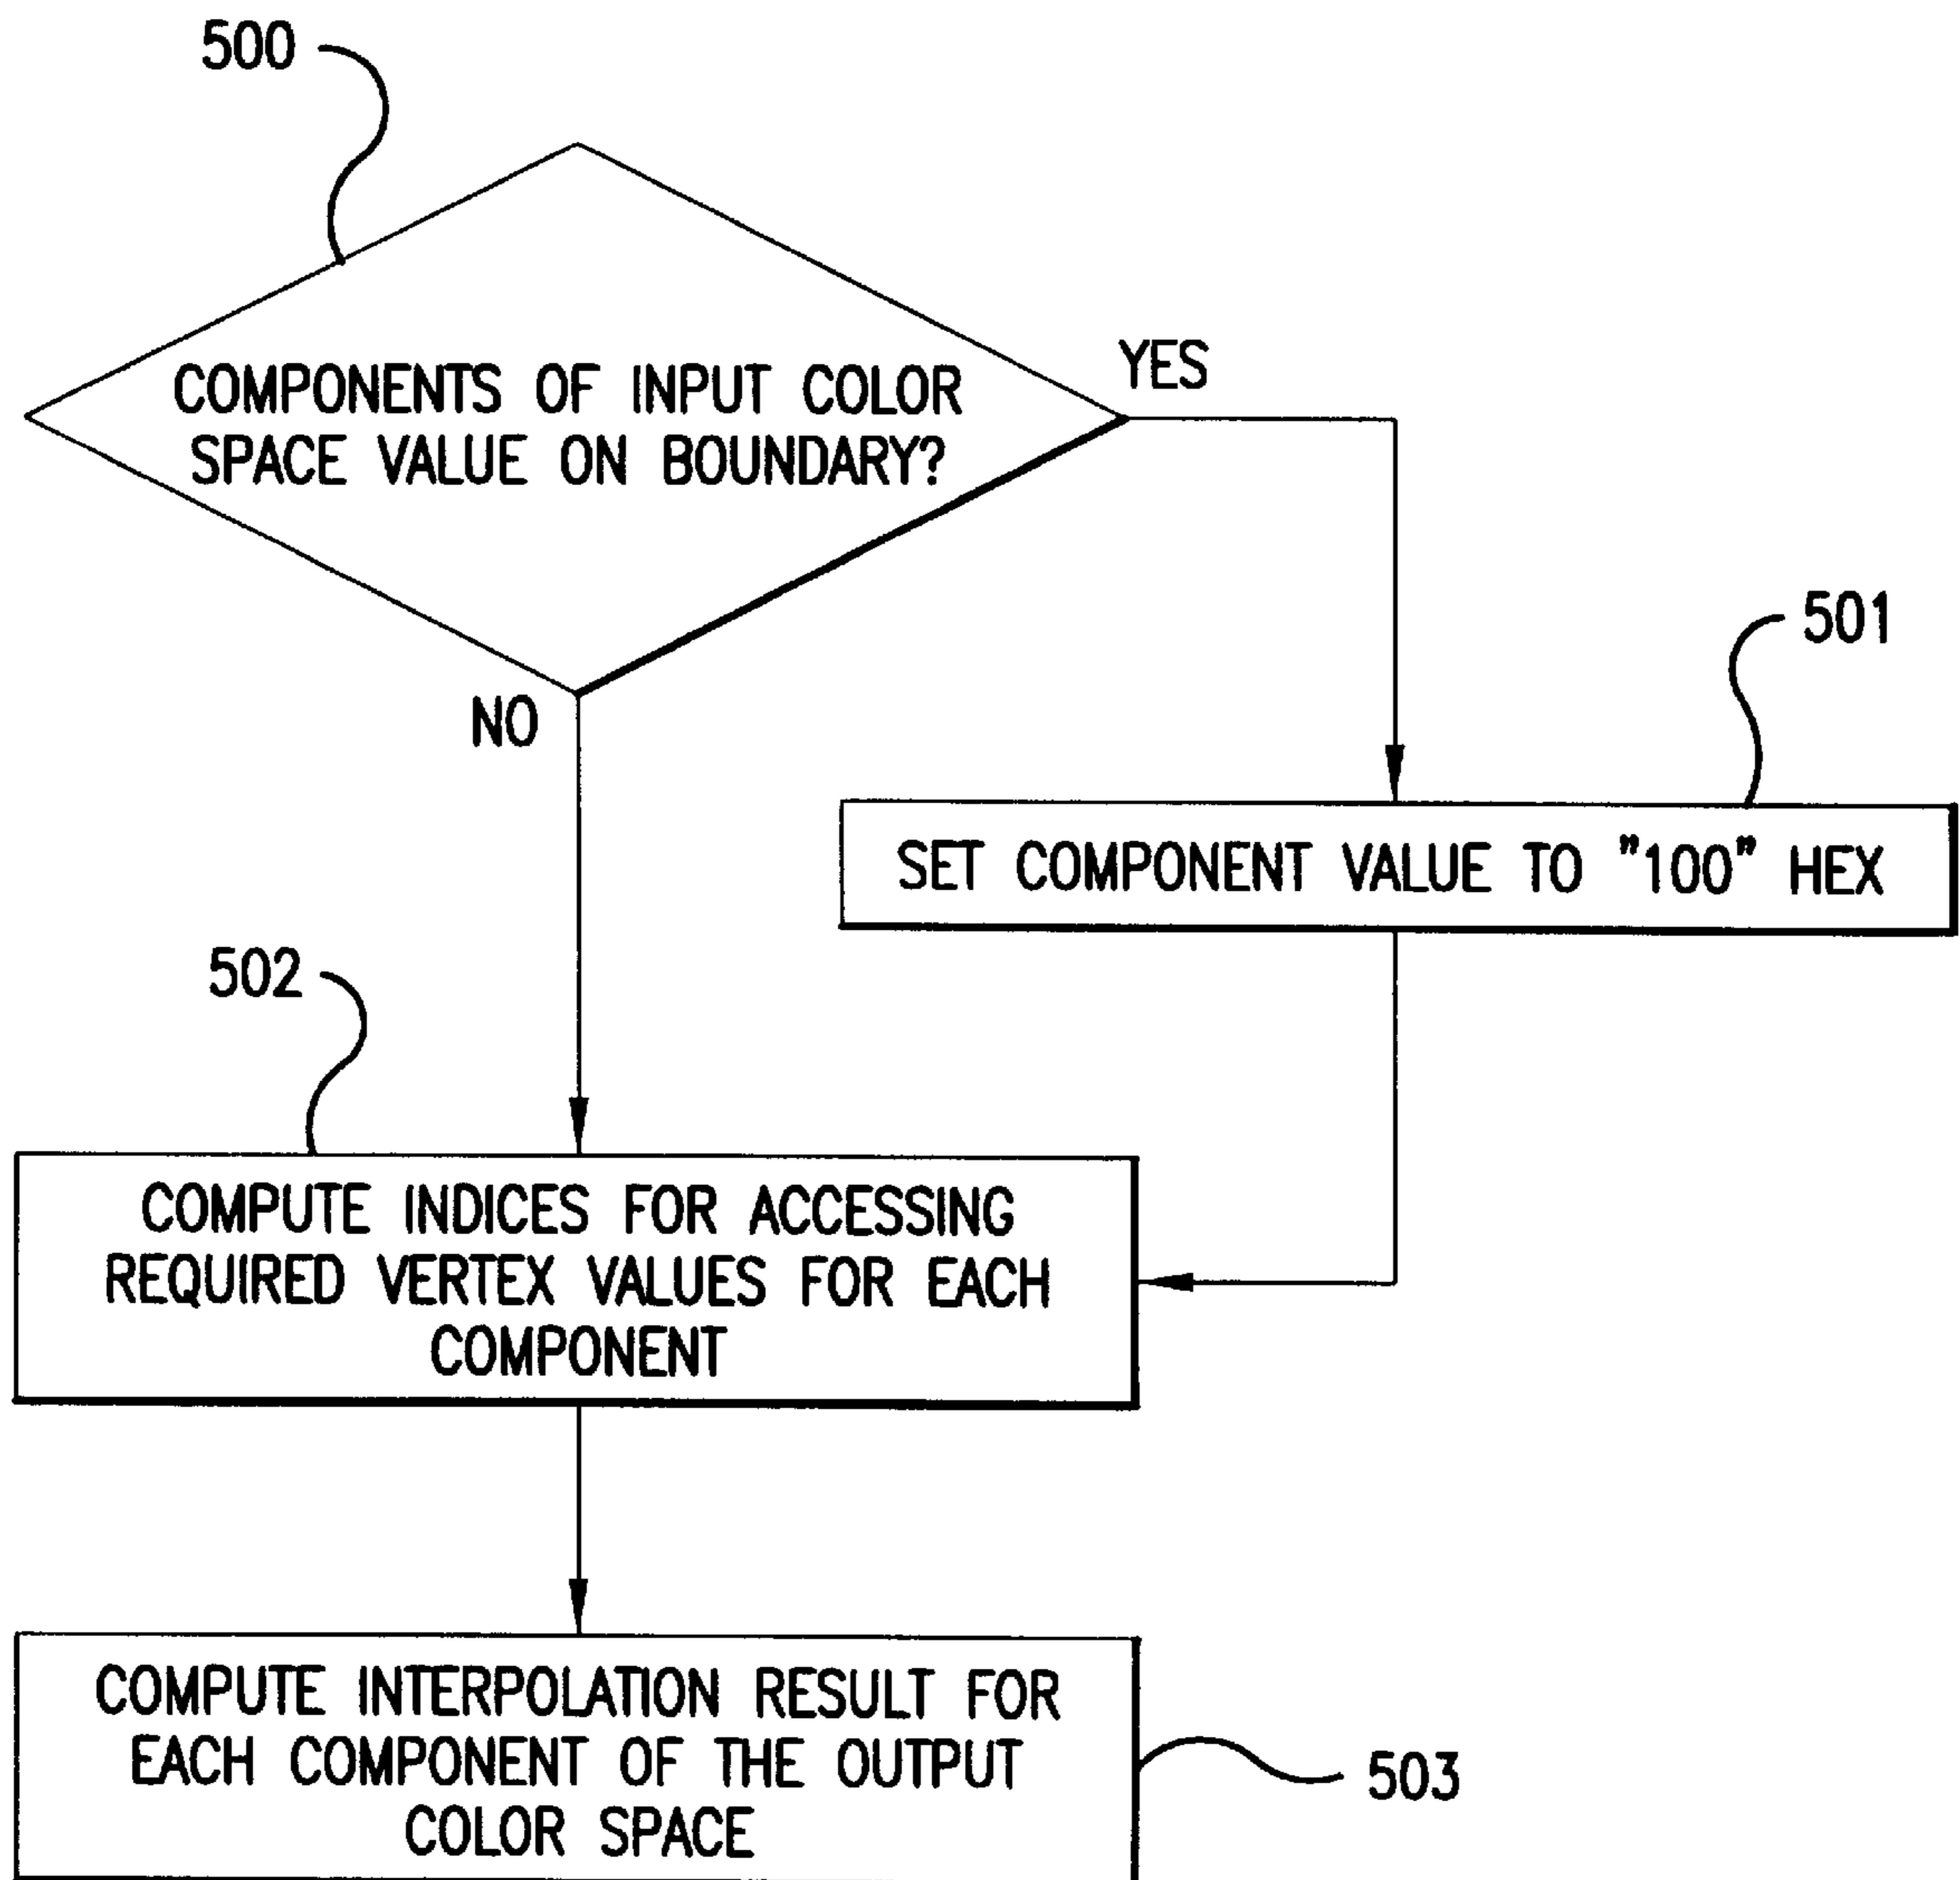 500
COMPONENTS OF INPUT COLOR
SPACE VALUE ON BOUNDARY?
YES
NO
501
SET COMPONENT VALUE TO "100" HEX
502
COMPUTE INDICES FOR ACCESSING
REQUIRED VERTEX VALUES FOR EACH
COMPONENT
COMPUTE INTERPOLATION RESULT FOR
EACH COMPONENT OF THE OUTPUT
COLOR SPACE
503